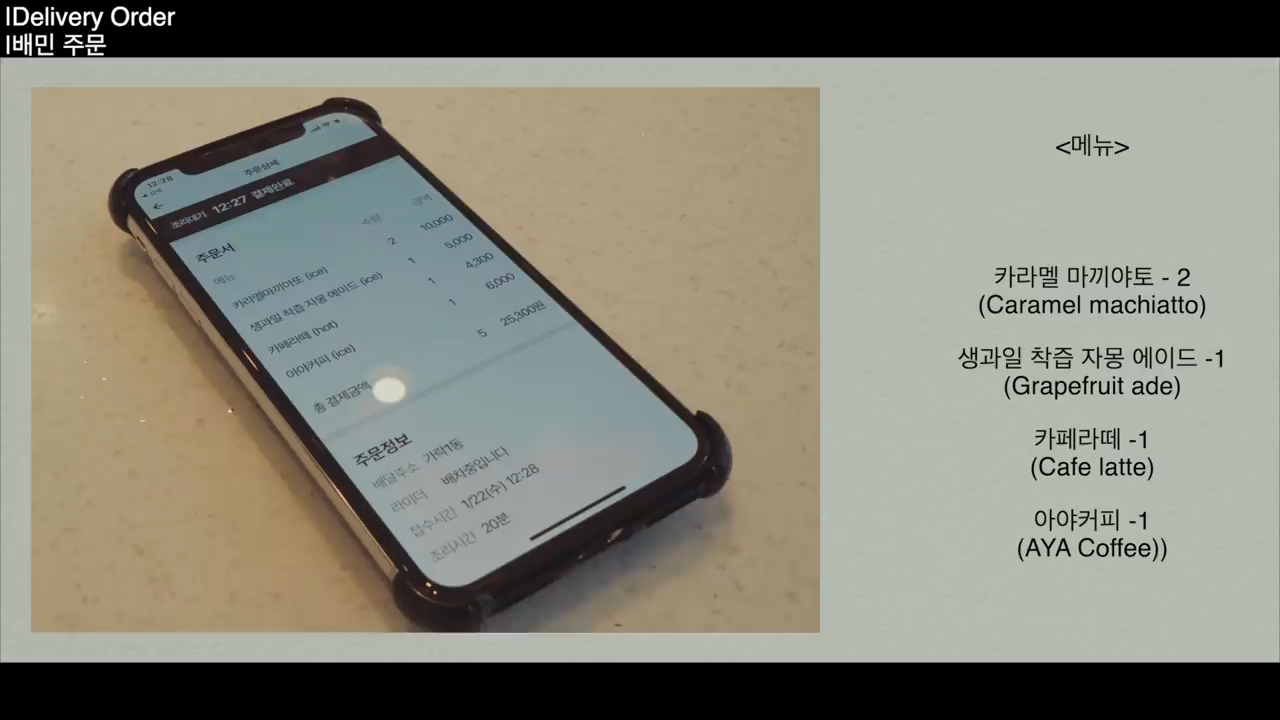 |Delivery Order
|배민 주문
12:28
주문상세
조리대기 12:27 결제완료
주문서
메뉴 수량 금액
카라멜마끼야또 (ice) 2 10,000
생과일 착즙 자몽 에이드 (ice) 1 5,000
카페라떼 (hot) 1 4,300
아야커피 (ice) 1 6,000
총 결제금액 5 25,300원
주문정보
배달주소 가락1동
라이더 배차중입니다
접수시간 1/22(수) 12:28
조리시간 20분
<메뉴>
카라멜 마끼야토 - 2
(Caramel machiatto)
생과일 착즙 자몽 에이드 -1
(Grapefruit ade)
카페라떼 -1
(Cafe latte)
아야커피 -1
(AYA Coffee))